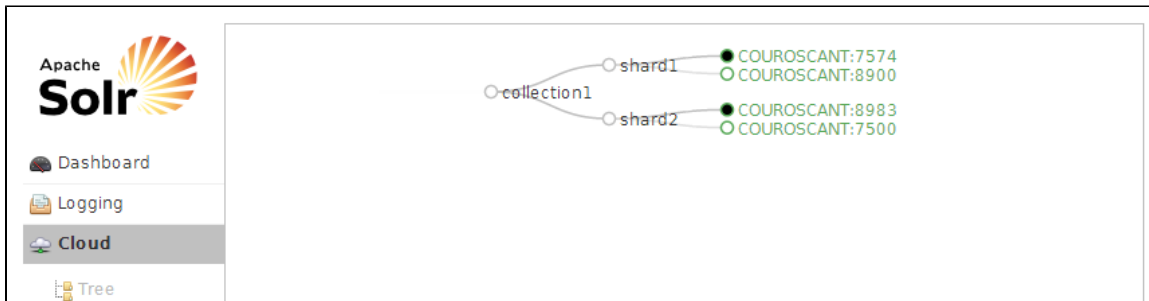 Apache
Solr
Dashboard
Logging
Cloud
Tree
collection1
shard1
COUROSCANT:7574
COUROSCANT:8900
shard2
COUROSCANT:8983
COUROSCANT:7500